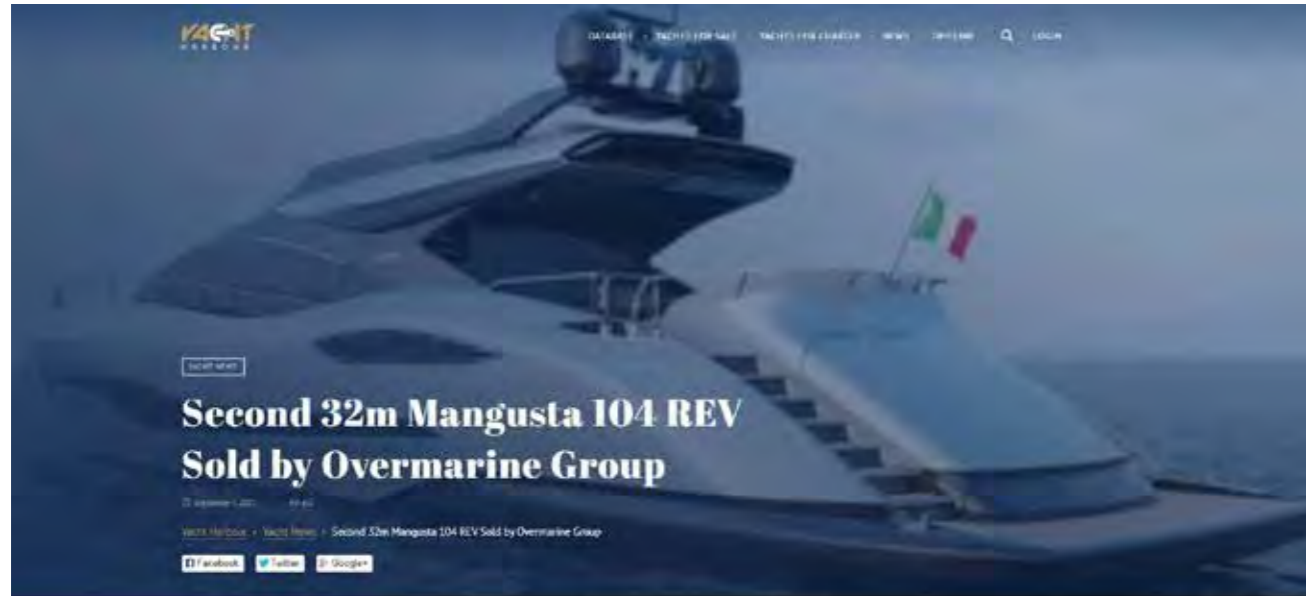 YACHT
HARBOUR
DATABASE YACHTS FOR SALE YACHTS FOR CHARTER NEWS LOGIN
YACHT NEWS
Second 32m Mangusta 104 REV
Sold by Overmarine Group
Yacht Harbour › Yacht News › Second 32m Mangusta 104 REV Sold by Overmarine Group
Facebook Twitter Google+